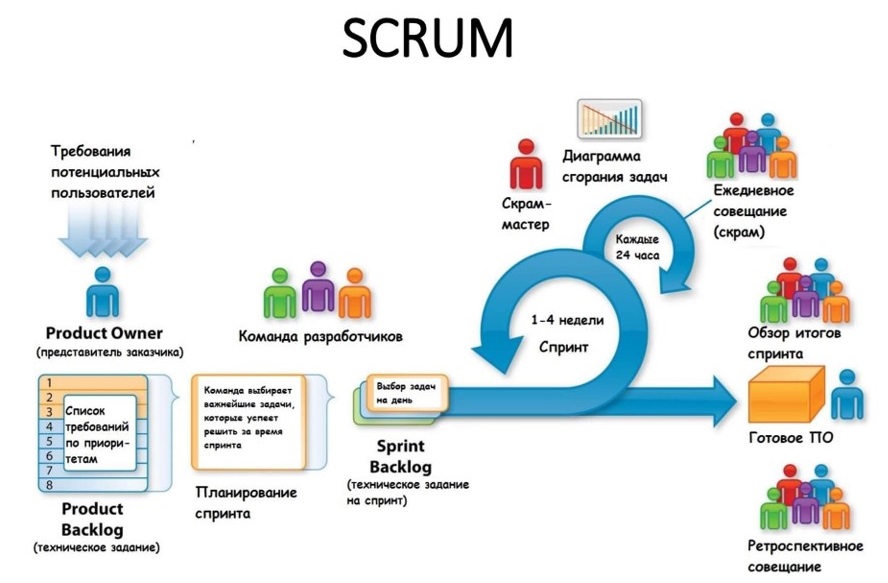 SCRUM
Требования
потенциальных
пользователей
Product Owner
(представитель заказчика)
1
2
3
4
5
6
7
8
Список
требований
по приори-
тетам
Product
Backlog
(техническое задание)
Команда разработчиков
Команда выбирает
важнейшие задачи,
которые успеет
решить за время
спринта
Планирование
спринта
Выбор задач
на день
Sprint
Backlog
(техническое задание
на спринт)
1-4 недели
Спринт
Каждые
24 часа
Скрам-
мастер
Диаграмма
сгорания задач
Ежедневное
совещание
(скрам)
Обзор итогов
спринта
Готовое ПО
Ретроспективное
совещание